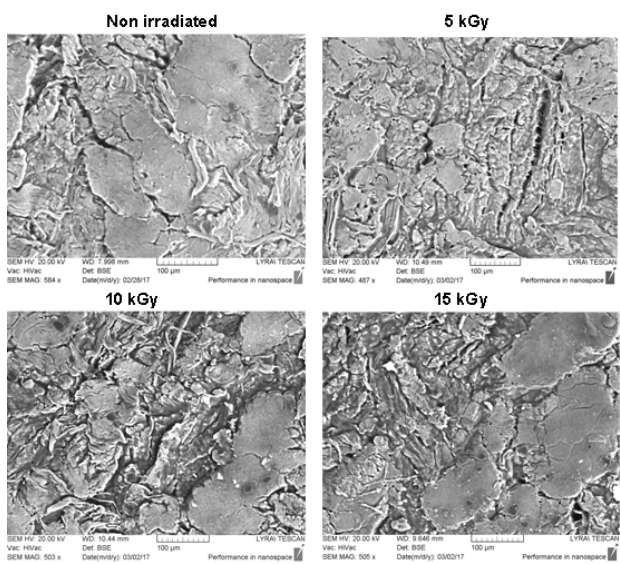 Non irradiated
5 kGy
SEM HV: 20.00 kV WD: 7.998 mm LYRA\ TESCAN
Vac: HiVac Det: BSE 100 µm
SEM MAG: 584 x Date(m/d/y): 02/28/17 Performance in nanospace
SEM HV: 20.00 kV WD: 10.49 mm LYRA\ TESCAN
Vac: HiVac Det: BSE 100 µm
SEM MAG: 487 x Date(m/d/y): 03/02/17 Performance in nanospace
10 kGy
15 kGy
SEM HV: 20.00 kV WD: 10.44 mm LYRA\ TESCAN
Vac: HiVac Det: BSE 100 µm
SEM MAG: 503 x Date(m/d/y): 03/02/17 Performance in nanospace
SEM HV: 20.00 kV WD: 9.646 mm LYRA\ TESCAN
Vac: HiVac Det: BSE 100 µm
SEM MAG: 505 x Date(m/d/y): 03/02/17 Performance in nanospace